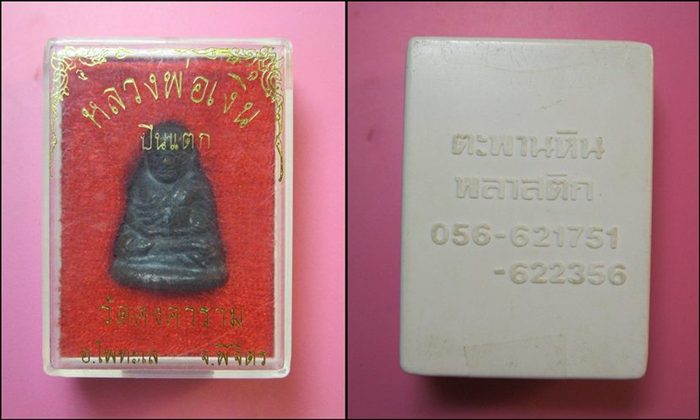 หลวงพ่อเงิน
ปืนแตก
วัดคงคาราม
อ.โพทะเล จ.พิจิตร
ตะพานหิน
พลาสติก
056-621751
-622356